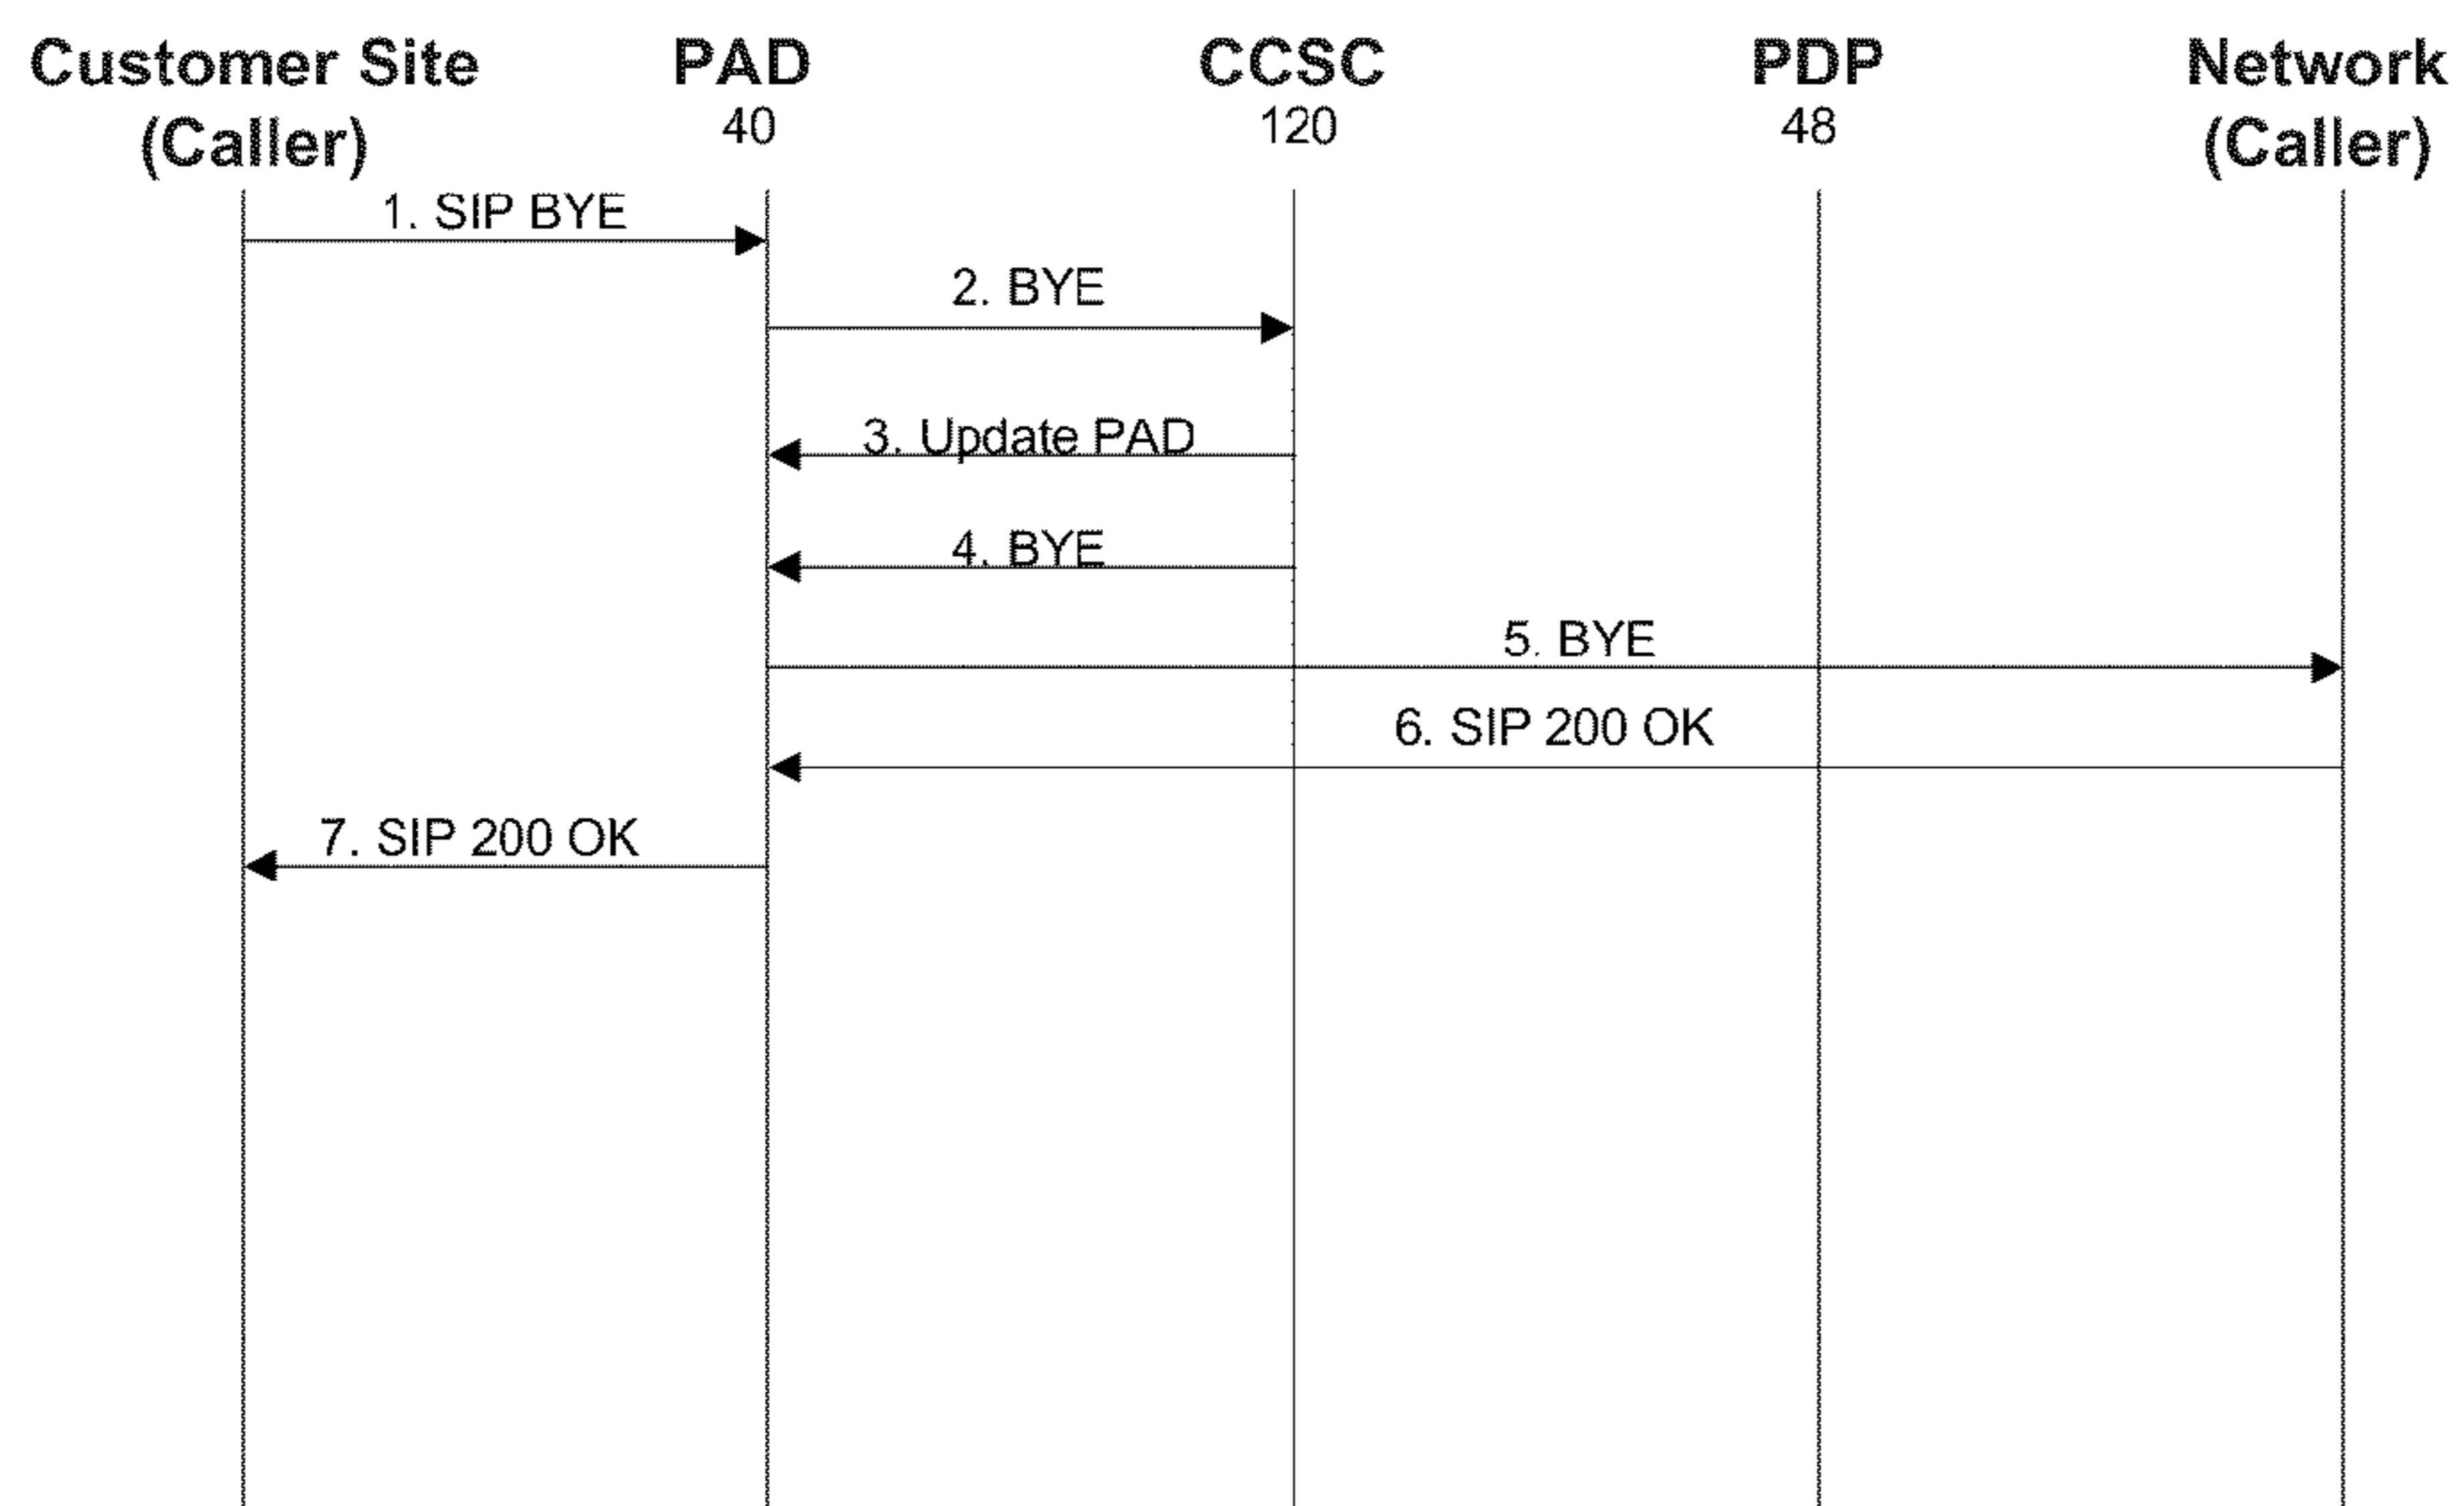 Customer Site
(Caller)
PAD
40
CCSC
120
PDP
48
Network
(Caller)
1. SIP BYE
2. BYE
3. Update PAD
4. BYE
5. BYE
6. SIP 200 OK
7. SIP 200 OK